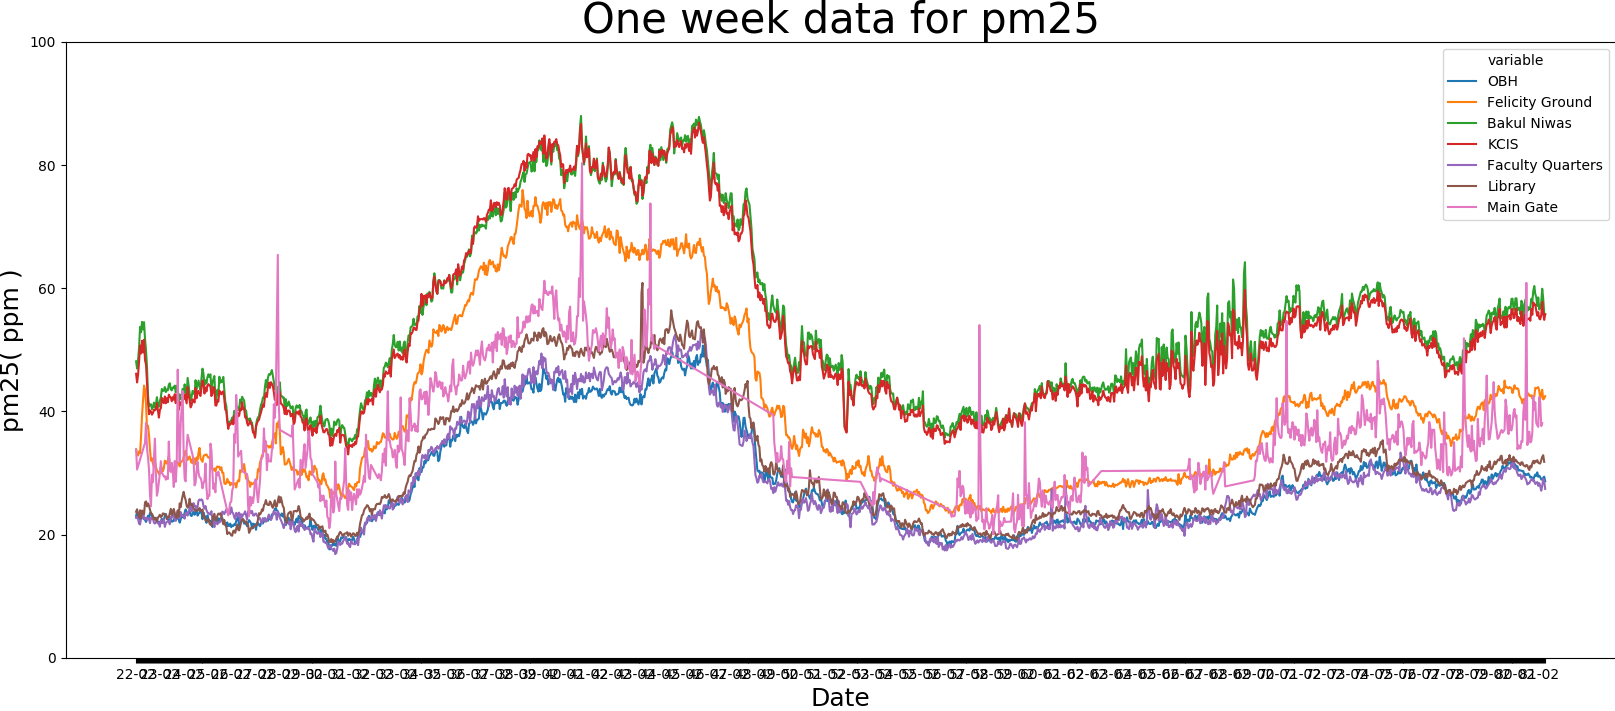 One week data for pm25
100
80
60
40
20
0
pm25( ppm )
variable
OBH
Felicity Ground
Bakul Niwas
KCIS
Faculty Quarters
Library
Main Gate
Date